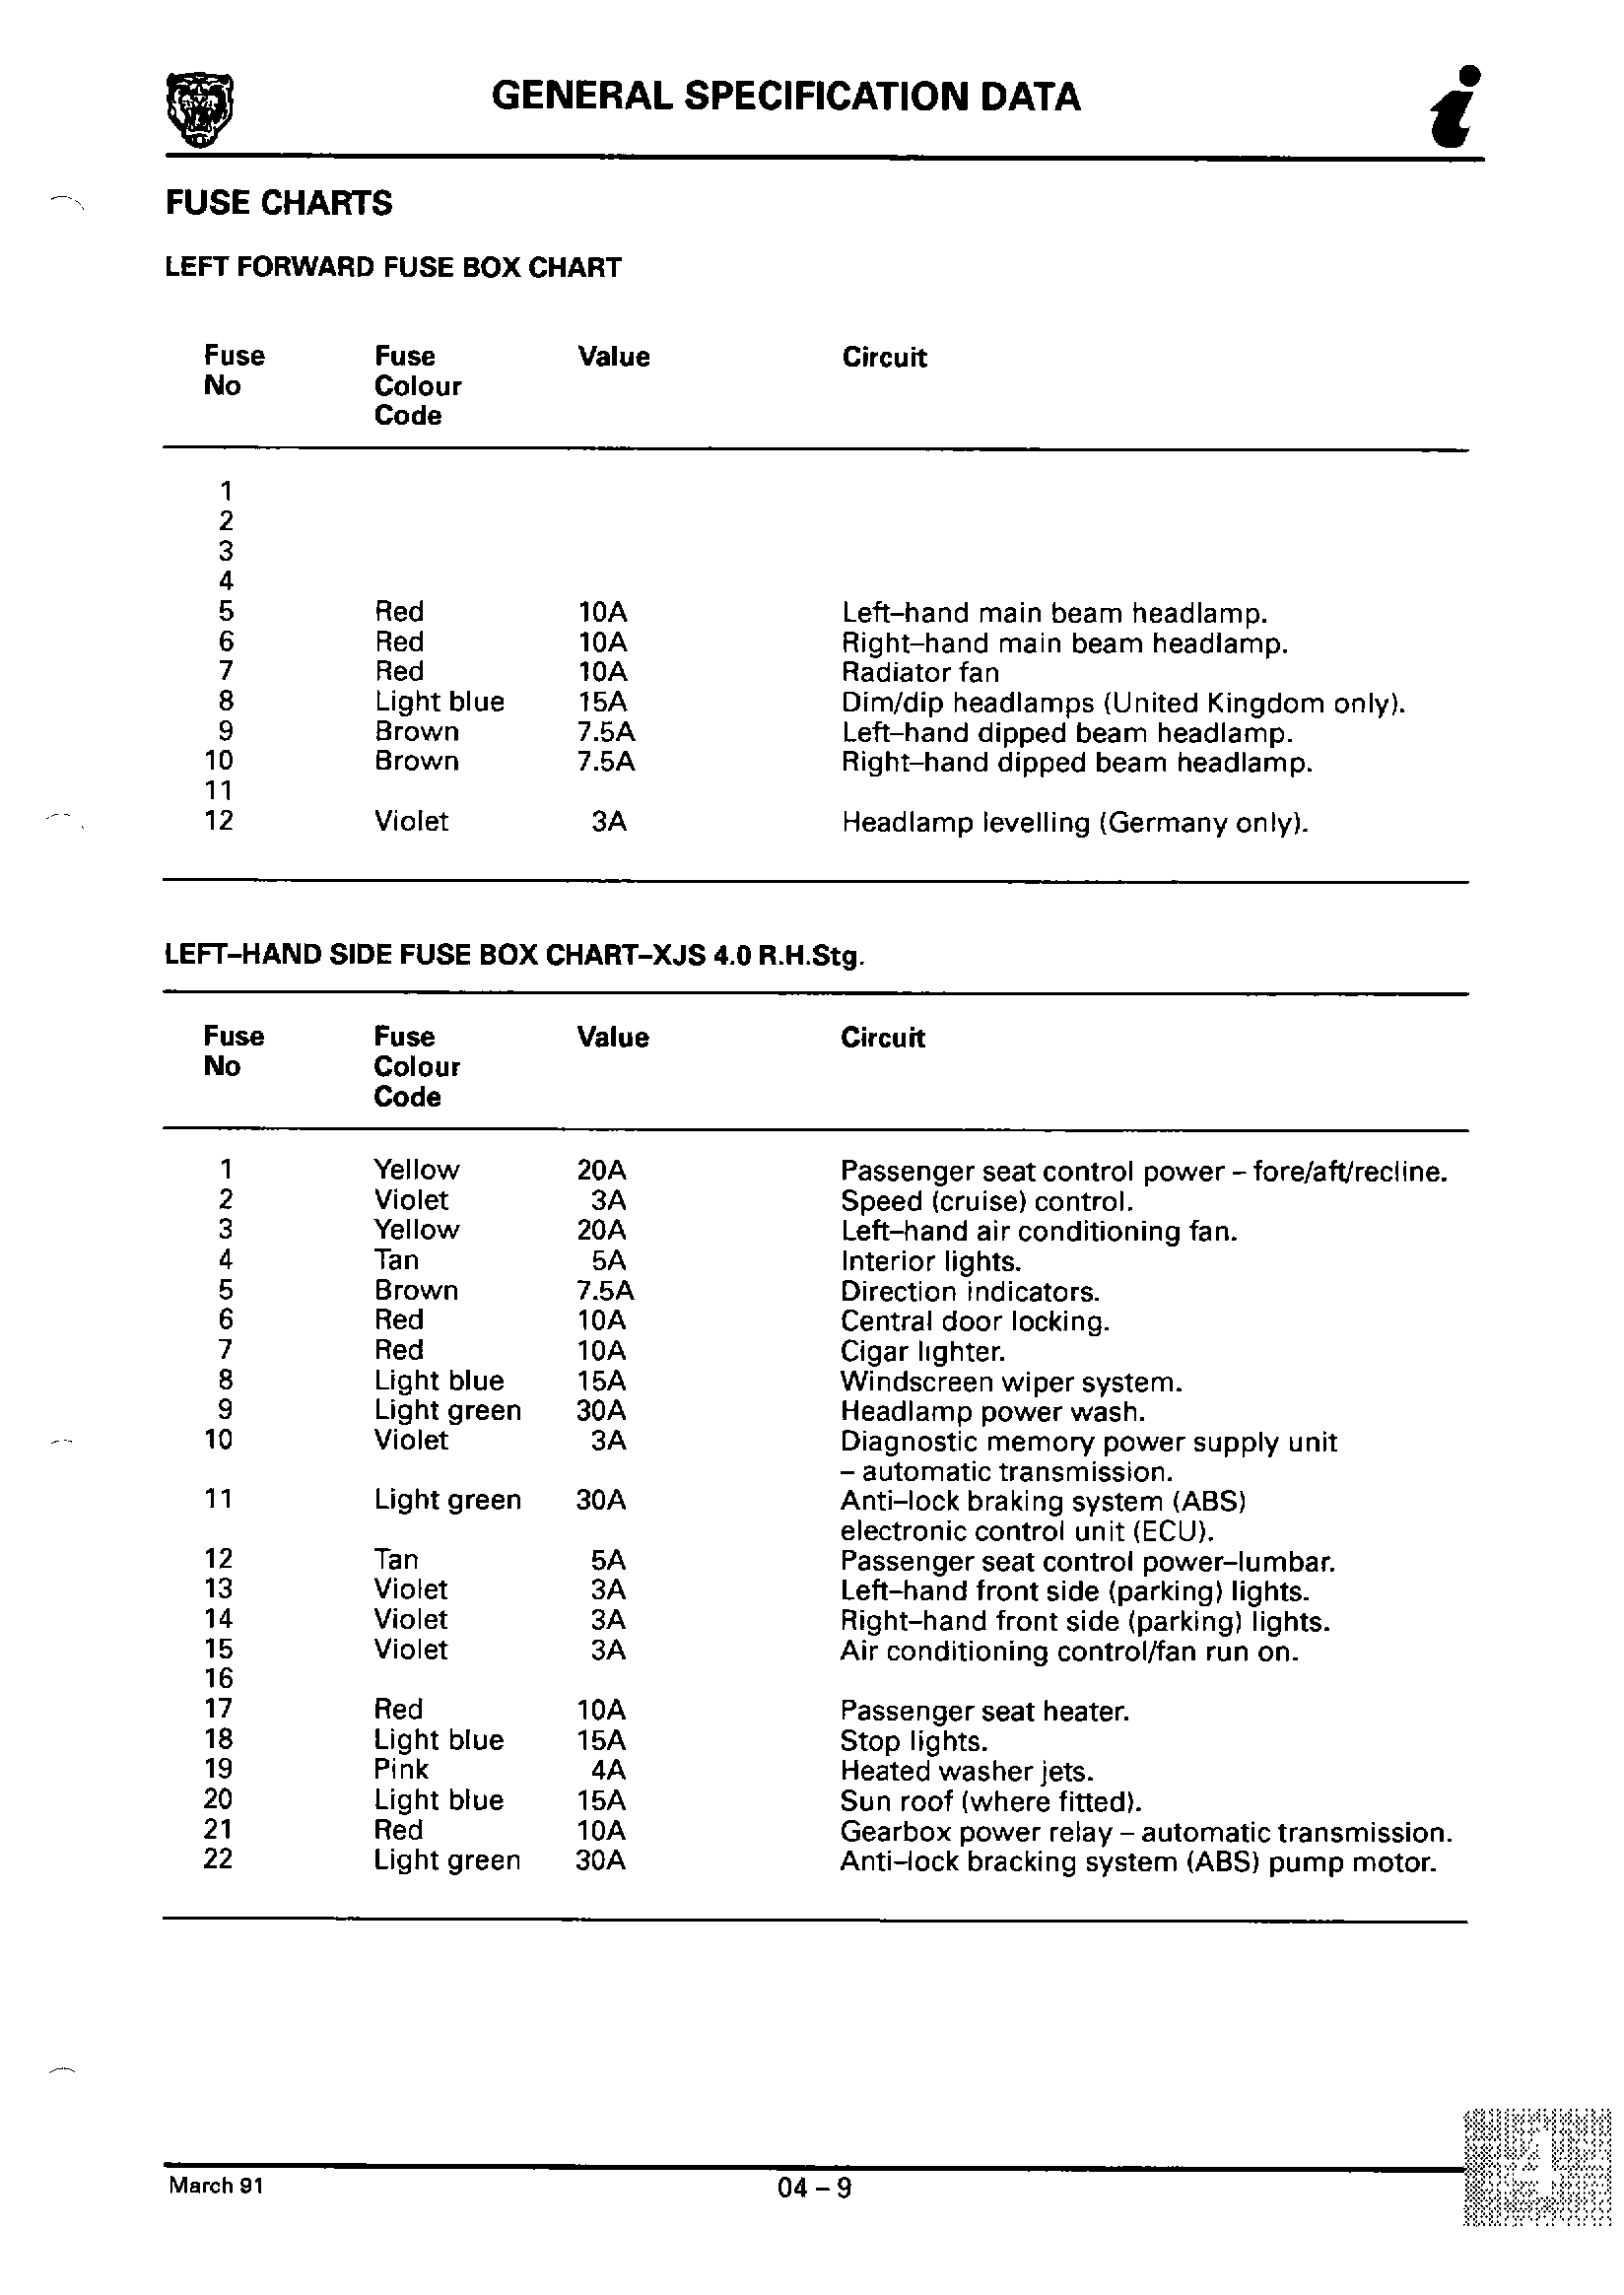 GENERAL SPECIFICATION DATA
i
FUSE CHARTS
LEFT FORWARD FUSE BOX CHART
Fuse Fuse Value Circuit
No Colour
Code
1
2
3
4
5 Red 10A Left–hand main beam headlamp.
6 Red 10A Right–hand main beam headlamp.
7 Red 10A Radiator fan
8 Light blue 15A Dim/dip headlamps (United Kingdom only).
9 Brown 7.5A Left–hand dipped beam headlamp.
10 Brown 7.5A Right–hand dipped beam headlamp.
11
12 Violet 3A Headlamp levelling (Germany only).
LEFT–HAND SIDE FUSE BOX CHART–XJS 4.0 R.H.Stg.
Fuse Fuse Value Circuit
No Colour
Code
1 Yellow 20A Passenger seat control power – fore/aft/recline.
2 Violet 3A Speed (cruise) control.
3 Yellow 20A Left–hand air conditioning fan.
4 Tan 5A Interior lights.
5 Brown 7.5A Direction indicators.
6 Red 10A Central door locking.
7 Red 10A Cigar lighter.
8 Light blue 15A Windscreen wiper system.
9 Light green 30A Headlamp power wash.
10 Violet 3A Diagnostic memory power supply unit
– automatic transmission.
11 Light green 30A Anti–lock braking system (ABS)
electronic control unit (ECU).
12 Tan 5A Passenger seat control power–lumbar.
13 Violet 3A Left–hand front side (parking) lights.
14 Violet 3A Right–hand front side (parking) lights.
15 Violet 3A Air conditioning control/fan run on.
16
17 Red 10A Passenger seat heater.
18 Light blue 15A Stop lights.
19 Pink 4A Heated washer jets.
20 Light blue 15A Sun roof (where fitted).
21 Red 10A Gearbox power relay – automatic transmission.
22 Light green 30A Anti–lock bracking system (ABS) pump motor.
March 91 04 – 9